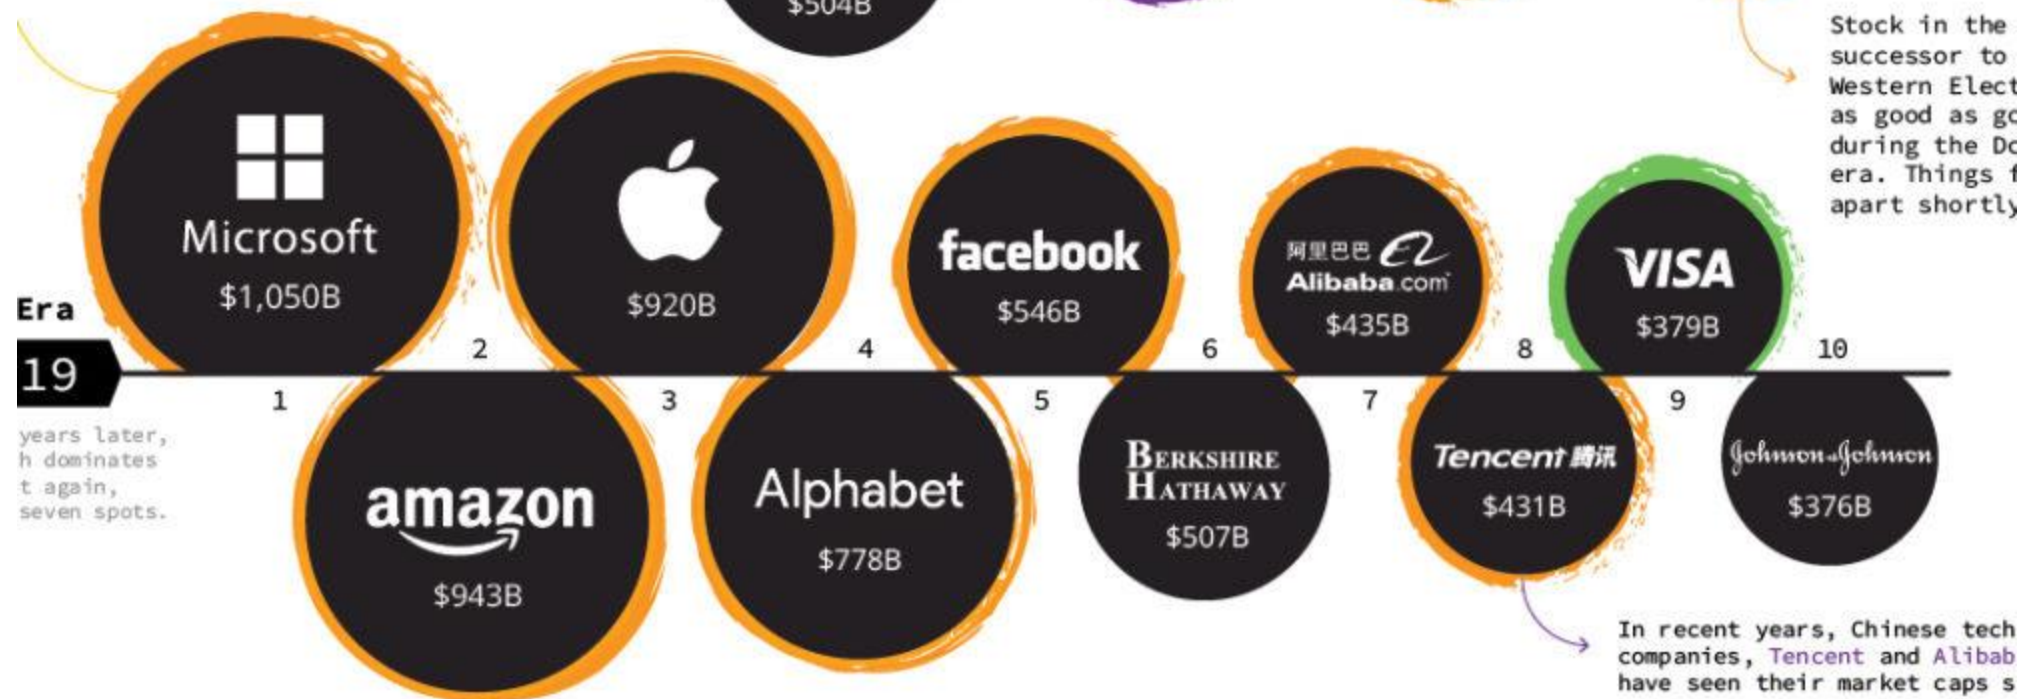 $504B
Stock in the
successor to
Western Elect
as good as go
during the Do
era. Things f
apart shortly
Microsoft
$1,050B
$920B
facebook
$546B
阿里巴巴
Alibaba.com
$435B
VISA
$379B
Era
19
2
4
6
8
10
1
3
5
7
9
years later,
h dominates
t again,
seven spots.
amazon
$943B
Alphabet
$778B
BERKSHIRE
HATHAWAY
$507B
Tencent 腾讯
$431B
Johnson & Johnson
$376B
In recent years, Chinese tech
companies, Tencent and Alibab
have seen their market caps s